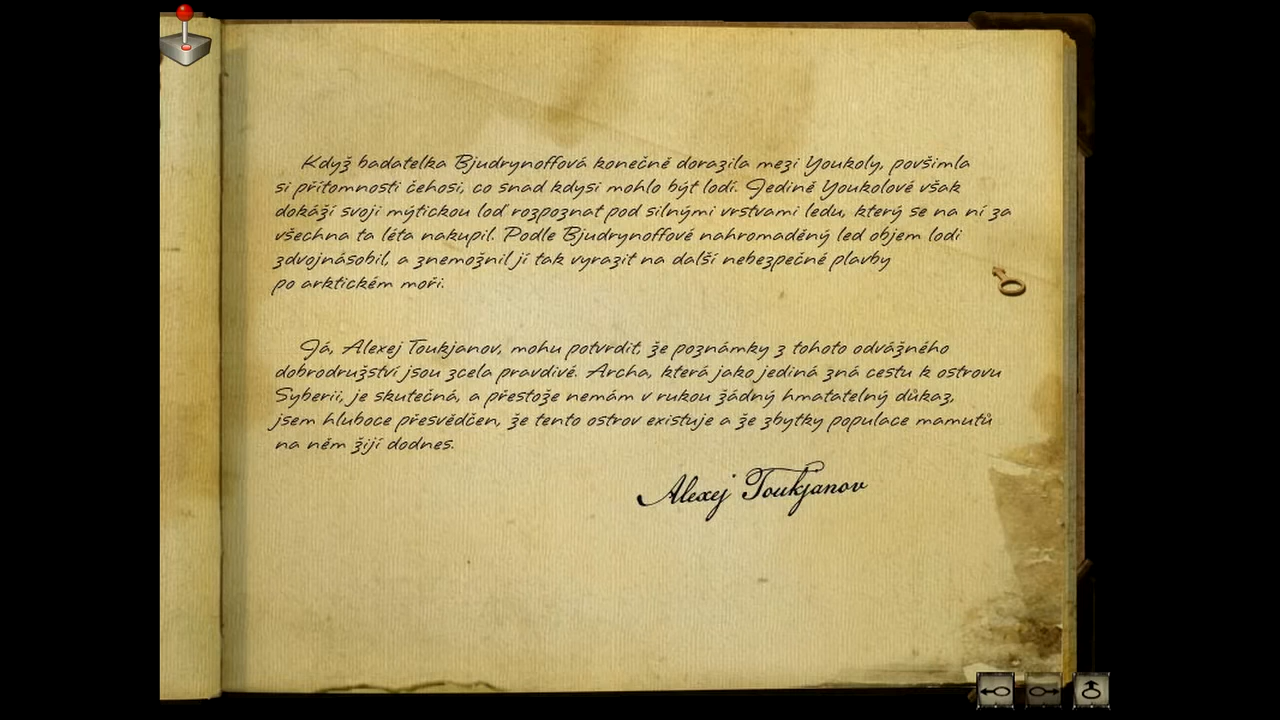 Když badatelka Bjudrynoffová konečně dorazila mezi Youkoly, povšimla
si přítomnosti čehosi, co snad kdysi mohlo být lodí. Jedině Youkolové však
dokáží svoji mýtickou loď rozpoznat pod silnými vrstvami ledu, který se na ní za
všechna ta léta nakupil. Podle Bjudrynoffové nahromaděný led objem lodi
zdvojnásobil, a znemožnil jí tak vyrazit na další nebezpečné plavby
po arktickém moři.
Já, Alexej Toukjanov, mohu potvrdit, že poznámky z tohoto odvážného
dobrodružství jsou zcela pravdivé. Archa, která jako jediná zná cestu k ostrovu
Syberii, je skutečná, a přestože nemám v rukou žádný hmatatelný důkaz,
jsem hluboce přesvědčen, že tento ostrov existuje a že zbytky populace mamutů
na něm žijí dodnes.
Alexej Toukjanov